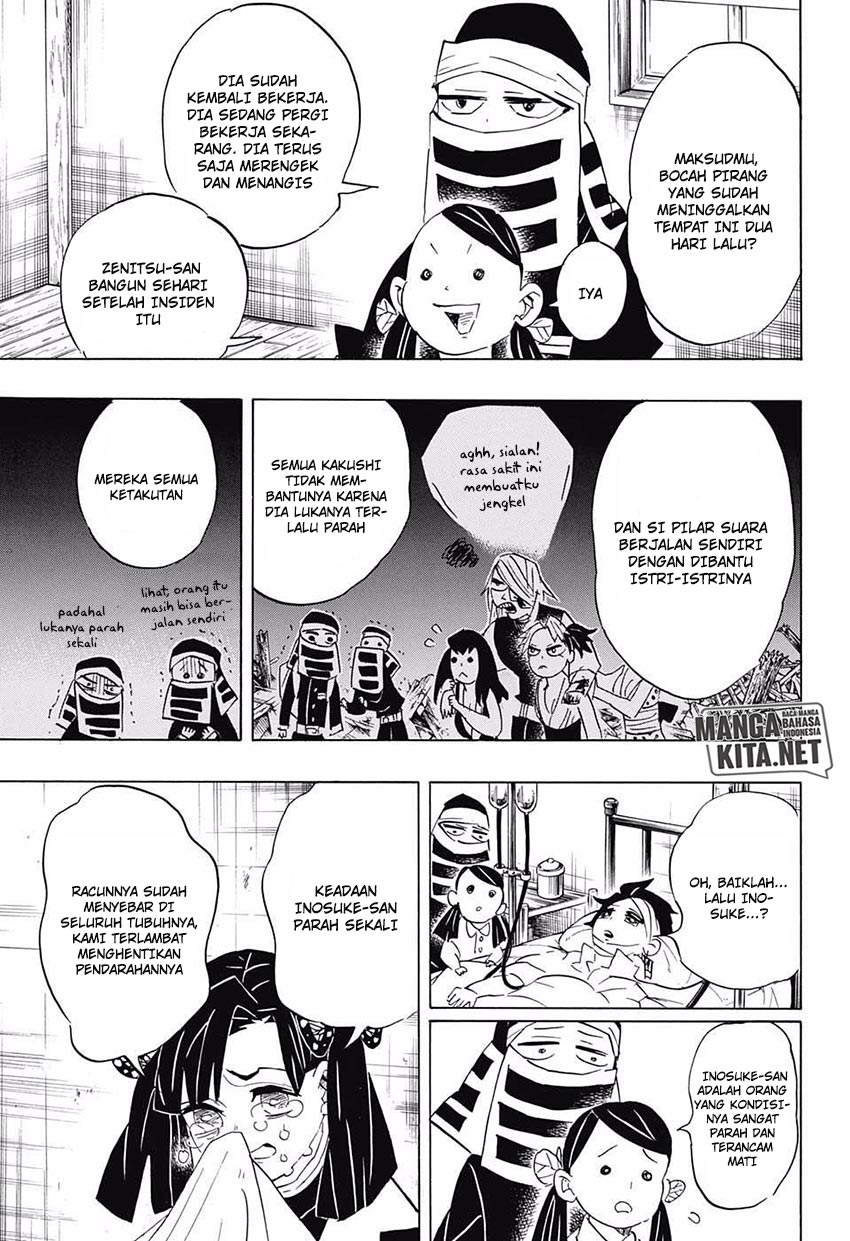 MAKSUDMU,
BOCAH PIRANG
YANG SUDAH
MENINGGALKAN
TEMPAT INI DUA
HARI LALU?
IYA
DIA SUDAH
KEMBALI BEKERJA.
DIA SEDANG PERGI
BEKERJA SEKA-
RANG. DIA TERUS
SAJA MERENGEK
DAN MENANGIS
ZENITSU-SAN
BANGUN SEHARI
SETELAH INSIDEN
ITU
DAN SI PILAR SUARA
BERJALAN SENDIRI
DENGAN DIBANTU
ISTRI-ISTRINYA
aghh, sialan!
rasa sakit ini
membuatku
jengkel
SEMUA KAKUSHI
TIDAK MEM-
BANTUNYA KARENA
DIA LUKANYA TER-
LALU PARAH
MEREKA SEMUA
KETAKUTAN
lihat, orang itu
masih bisa ber-
jalan sendiri
padahal
lukanya parah
sekali
BACA MANGA
BAHASA
INDONESIA
MANGA
KITA.NET
OH, BAIKLAH...
LALU INO-
SUKE...?
INOSUKE-SAN
ADALAH ORANG
YANG KONDISI-
NYA SANGAT
PARAH DAN
TERANCAM
MATI
KEADAAN
INOSUKE-SAN
PARAH SEKALI
RACUNNYA SUDAH
MENYEBAR DI
SELURUH TUBUHNYA,
KAMI TERLAMBAT
MENGHENTIKAN
PENDARAHANNYA